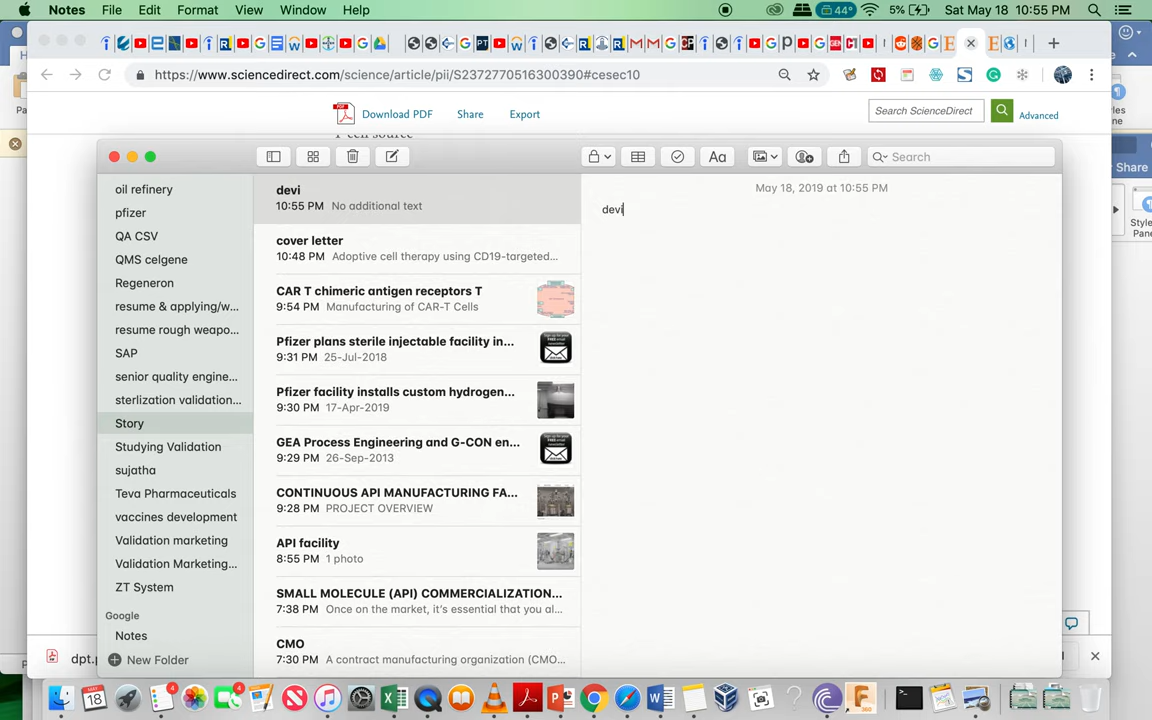 Notes File Edit Format View Window Help
44° 5% Sat May 18 10:55 PM
https://www.sciencedirect.com/science/article/pii/S2372770516300390#cesec10
Download PDF Share Export Search ScienceDirect Advanced
Share
Styles
Pane
Search
oil refinery
pfizer
QA CSV
QMS celgene
Regeneron
resume & applying/w...
resume rough weapo...
SAP
senior quality engine...
sterlization validation...
Story
Studying Validation
sujatha
Teva Pharmaceuticals
vaccines development
Validation marketing
Validation Marketing...
ZT System
Google
Notes
New Folder
devi
10:55 PM No additional text
cover letter
10:48 PM Adoptive cell therapy using CD19-targeted...
CAR T chimeric antigen receptors T
9:54 PM Manufacturing of CAR-T Cells
Pfizer plans sterile injectable facility in...
9:31 PM 25-Jul-2018
Pfizer facility installs custom hydrogen...
9:30 PM 17-Apr-2019
GEA Process Engineering and G-CON en...
9:29 PM 26-Sep-2013
CONTINUOUS API MANUFACTURING FA...
9:28 PM PROJECT OVERVIEW
API facility
8:55 PM 1 photo
SMALL MOLECULE (API) COMMERCIALIZATION...
7:38 PM Once on the market, it's essential that you al...
CMO
7:30 PM A contract manufacturing organization (CMO...
May 18, 2019 at 10:55 PM
devi
dpt.p